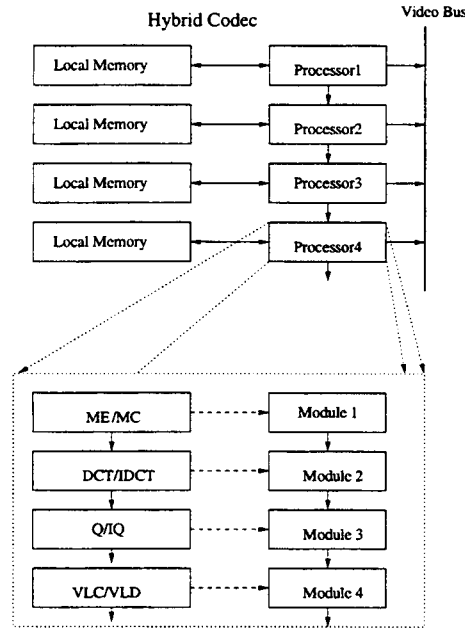 Hybrid Codec
Video Bus
Local Memory
Processor1
Local Memory
Processor2
Local Memory
Processor3
Local Memory
Processor4
ME/MC
Module 1
DCT/IDCT
Module 2
Q/IQ
Module 3
VLC/VLD
Module 4